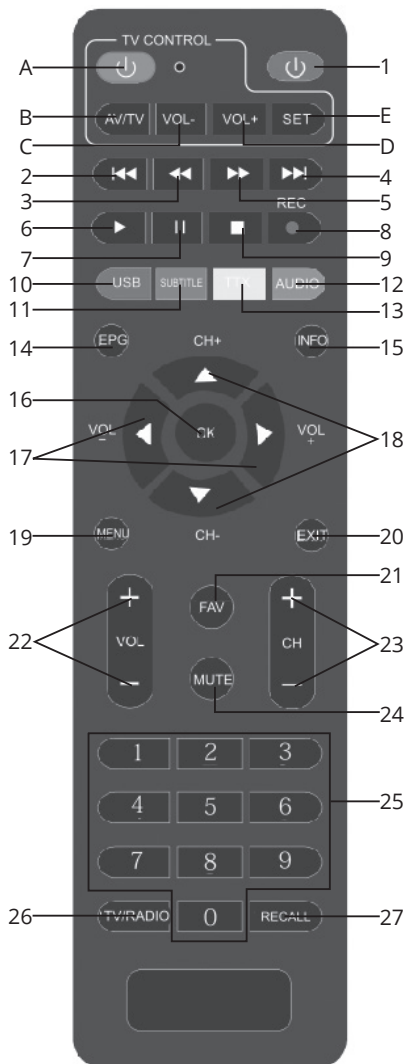 TV CONTROL
A 1
B AV/TV VOL- VOL+ SET E
C D
2 4
3 5
REC
6 8
7 9
10 USB SUBTITLE TTX AUDIO 12
11 13
14 EPG CH+ INFO 15
16 OK
VOL - VOL +
17 18
19 MENU CH- EXIT 20
21
+ FAV +
22 VOL CH 23
- MUTE -
24
1 2 3
4 5 6 25
7 8 9
26 TV/RADIO 0 RECALL 27